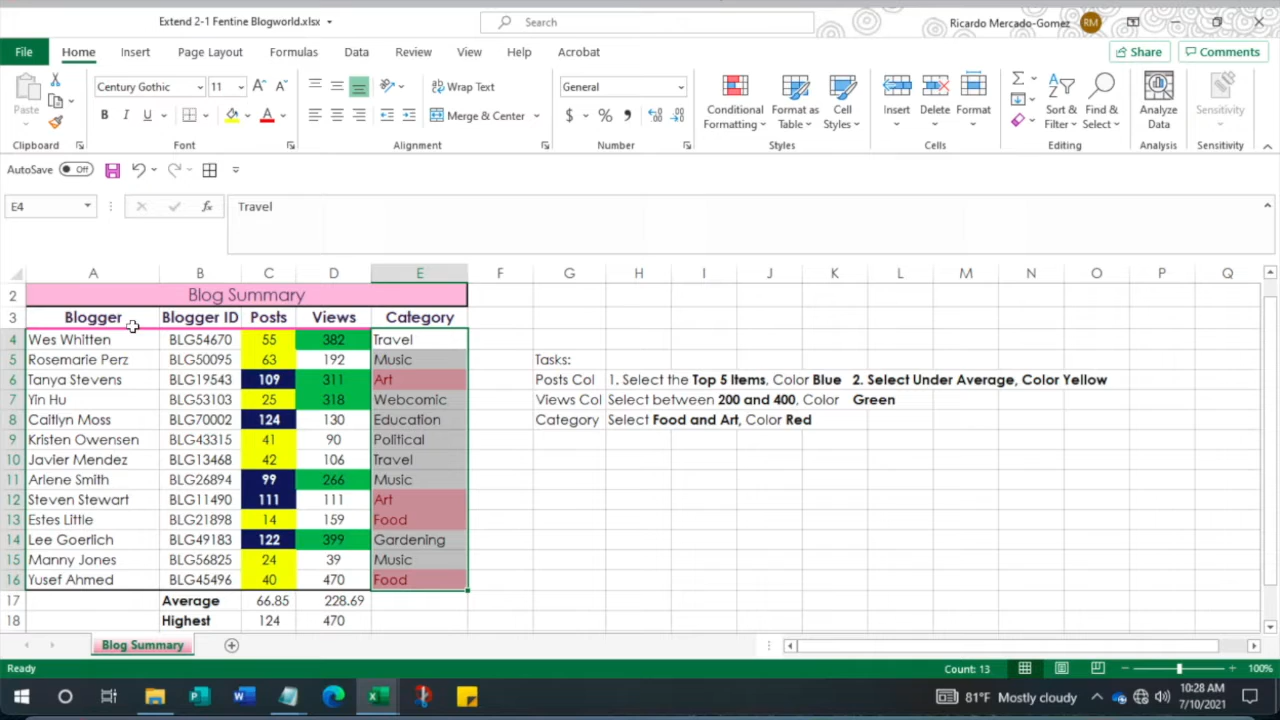 Extend 2-1 Fentine Blogworld.xlsx
Search
Ricardo Mercado-Gomez RM
File Home Insert Page Layout Formulas Data Review View Help Acrobat Share Comments
Paste Century Gothic 11 A A Wrap Text General Conditional Formatting Format as Table Cell Styles Insert Delete Format Sort & Filter Find & Select Analyze Data Sensitivity
B I U A Merge & Center $ %
Clipboard Font Alignment Number Styles Cells Editing Analysis Sensitivity
AutoSave Off
E4 fx Travel
A B C D E F G H I J K L M N O P Q
2 Blog Summary
3 Blogger Blogger ID Posts Views Category
4 Wes Whitten BLG54670 55 382 Travel
5 Rosemarie Perz BLG50095 63 192 Music Tasks:
6 Tanya Stevens BLG19543 109 311 Art Posts Col 1. Select the Top 5 Items, Color Blue 2. Select Under Average, Color Yellow
7 Yin Hu BLG53103 25 318 Webcomic Views Col Select between 200 and 400, Color Green
8 Caitlyn Moss BLG70002 124 130 Education Category Select Food and Art, Color Red
9 Kristen Owensen BLG43315 41 90 Political
10 Javier Mendez BLG13468 42 106 Travel
11 Arlene Smith BLG26894 99 266 Music
12 Steven Stewart BLG11490 111 111 Art
13 Estes Little BLG21898 14 159 Food
14 Lee Goerlich BLG49183 122 399 Gardening
15 Manny Jones BLG56825 24 39 Music
16 Yusef Ahmed BLG45496 40 470 Food
17 Average 66.85 228.69
18 Highest 124 470
Blog Summary
Ready Count: 13 100%
81°F Mostly cloudy 10:28 AM
7/10/2021